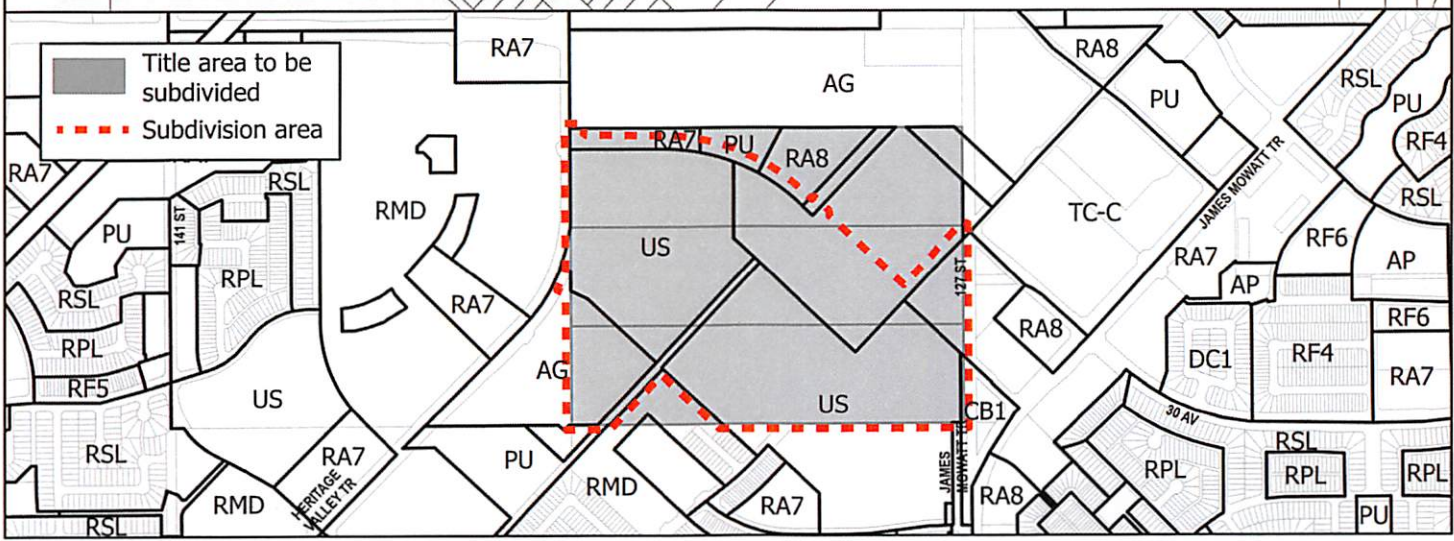 Title area to be
subdivided
Subdivision area
RA7
AG
RA8
PU
RSL
PU
RF4
RSL
RA7
RSL
PU
141 ST
RPL
RSL
RPL
RF5
US
RSL
RA7
RMD
RSL
HERITAGE
VALLEY TR
RMD
RA7
AG
PU
RA7
PU
RA8
US
US
127 ST
TC-C
JAMES MOWATT TR
RA7
RA8
CB1
JAMES
MOWATT TR
RMD
RA7
RA8
RF6
AP
AP
RF6
DC1
RF4
RA7
30 AV
RSL
RPL
RPL
RPL
PU